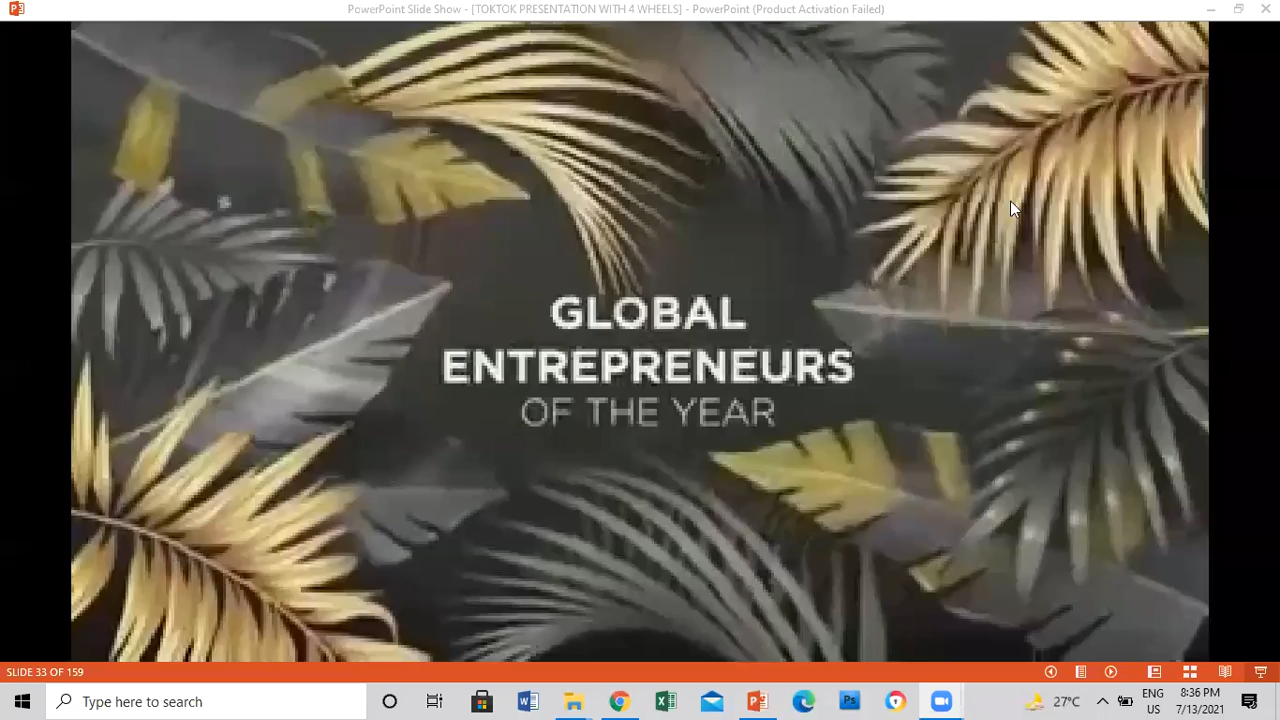 PowerPoint Slide Show - [TOKTOK PRESENTATION WITH 4 WHEELS] - PowerPoint (Product Activation Failed)
GLOBAL
ENTREPRENEURS
OF THE YEAR
SLIDE 33 OF 159
Type here to search
27°C
ENG
US
8:36 PM
7/13/2021